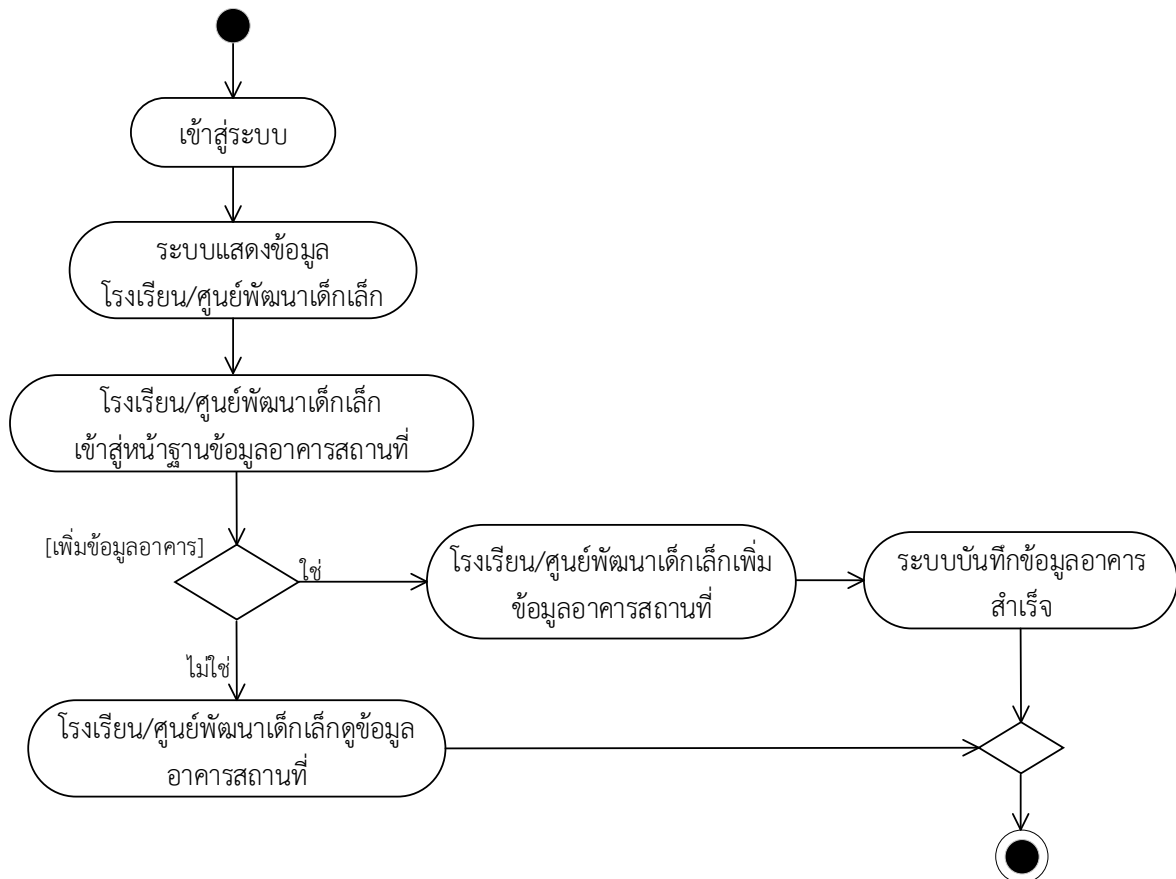 เข้าสู่ระบบ
ระบบแสดงข้อมูล
โรงเรียน/ศูนย์พัฒนาเด็กเล็ก
โรงเรียน/ศูนย์พัฒนาเด็กเล็ก
เข้าสู่หน้าฐานข้อมูลอาคารสถานที่
[เพิ่มข้อมูลอาคาร]
ใช่
โรงเรียน/ศูนย์พัฒนาเด็กเล็กเพิ่ม
ข้อมูลอาคารสถานที่
ระบบบันทึกข้อมูลอาคาร
สำเร็จ
ไม่ใช่
โรงเรียน/ศูนย์พัฒนาเด็กเล็กดูข้อมูล
อาคารสถานที่